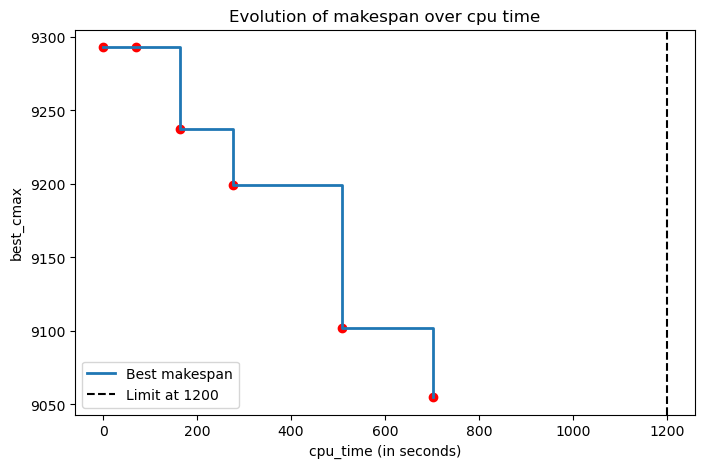 Evolution of makespan over cpu time
best_cmax
9300
9250
9200
9150
9100
9050
Best makespan
Limit at 1200
0 200 400 600 800 1000 1200
cpu_time (in seconds)